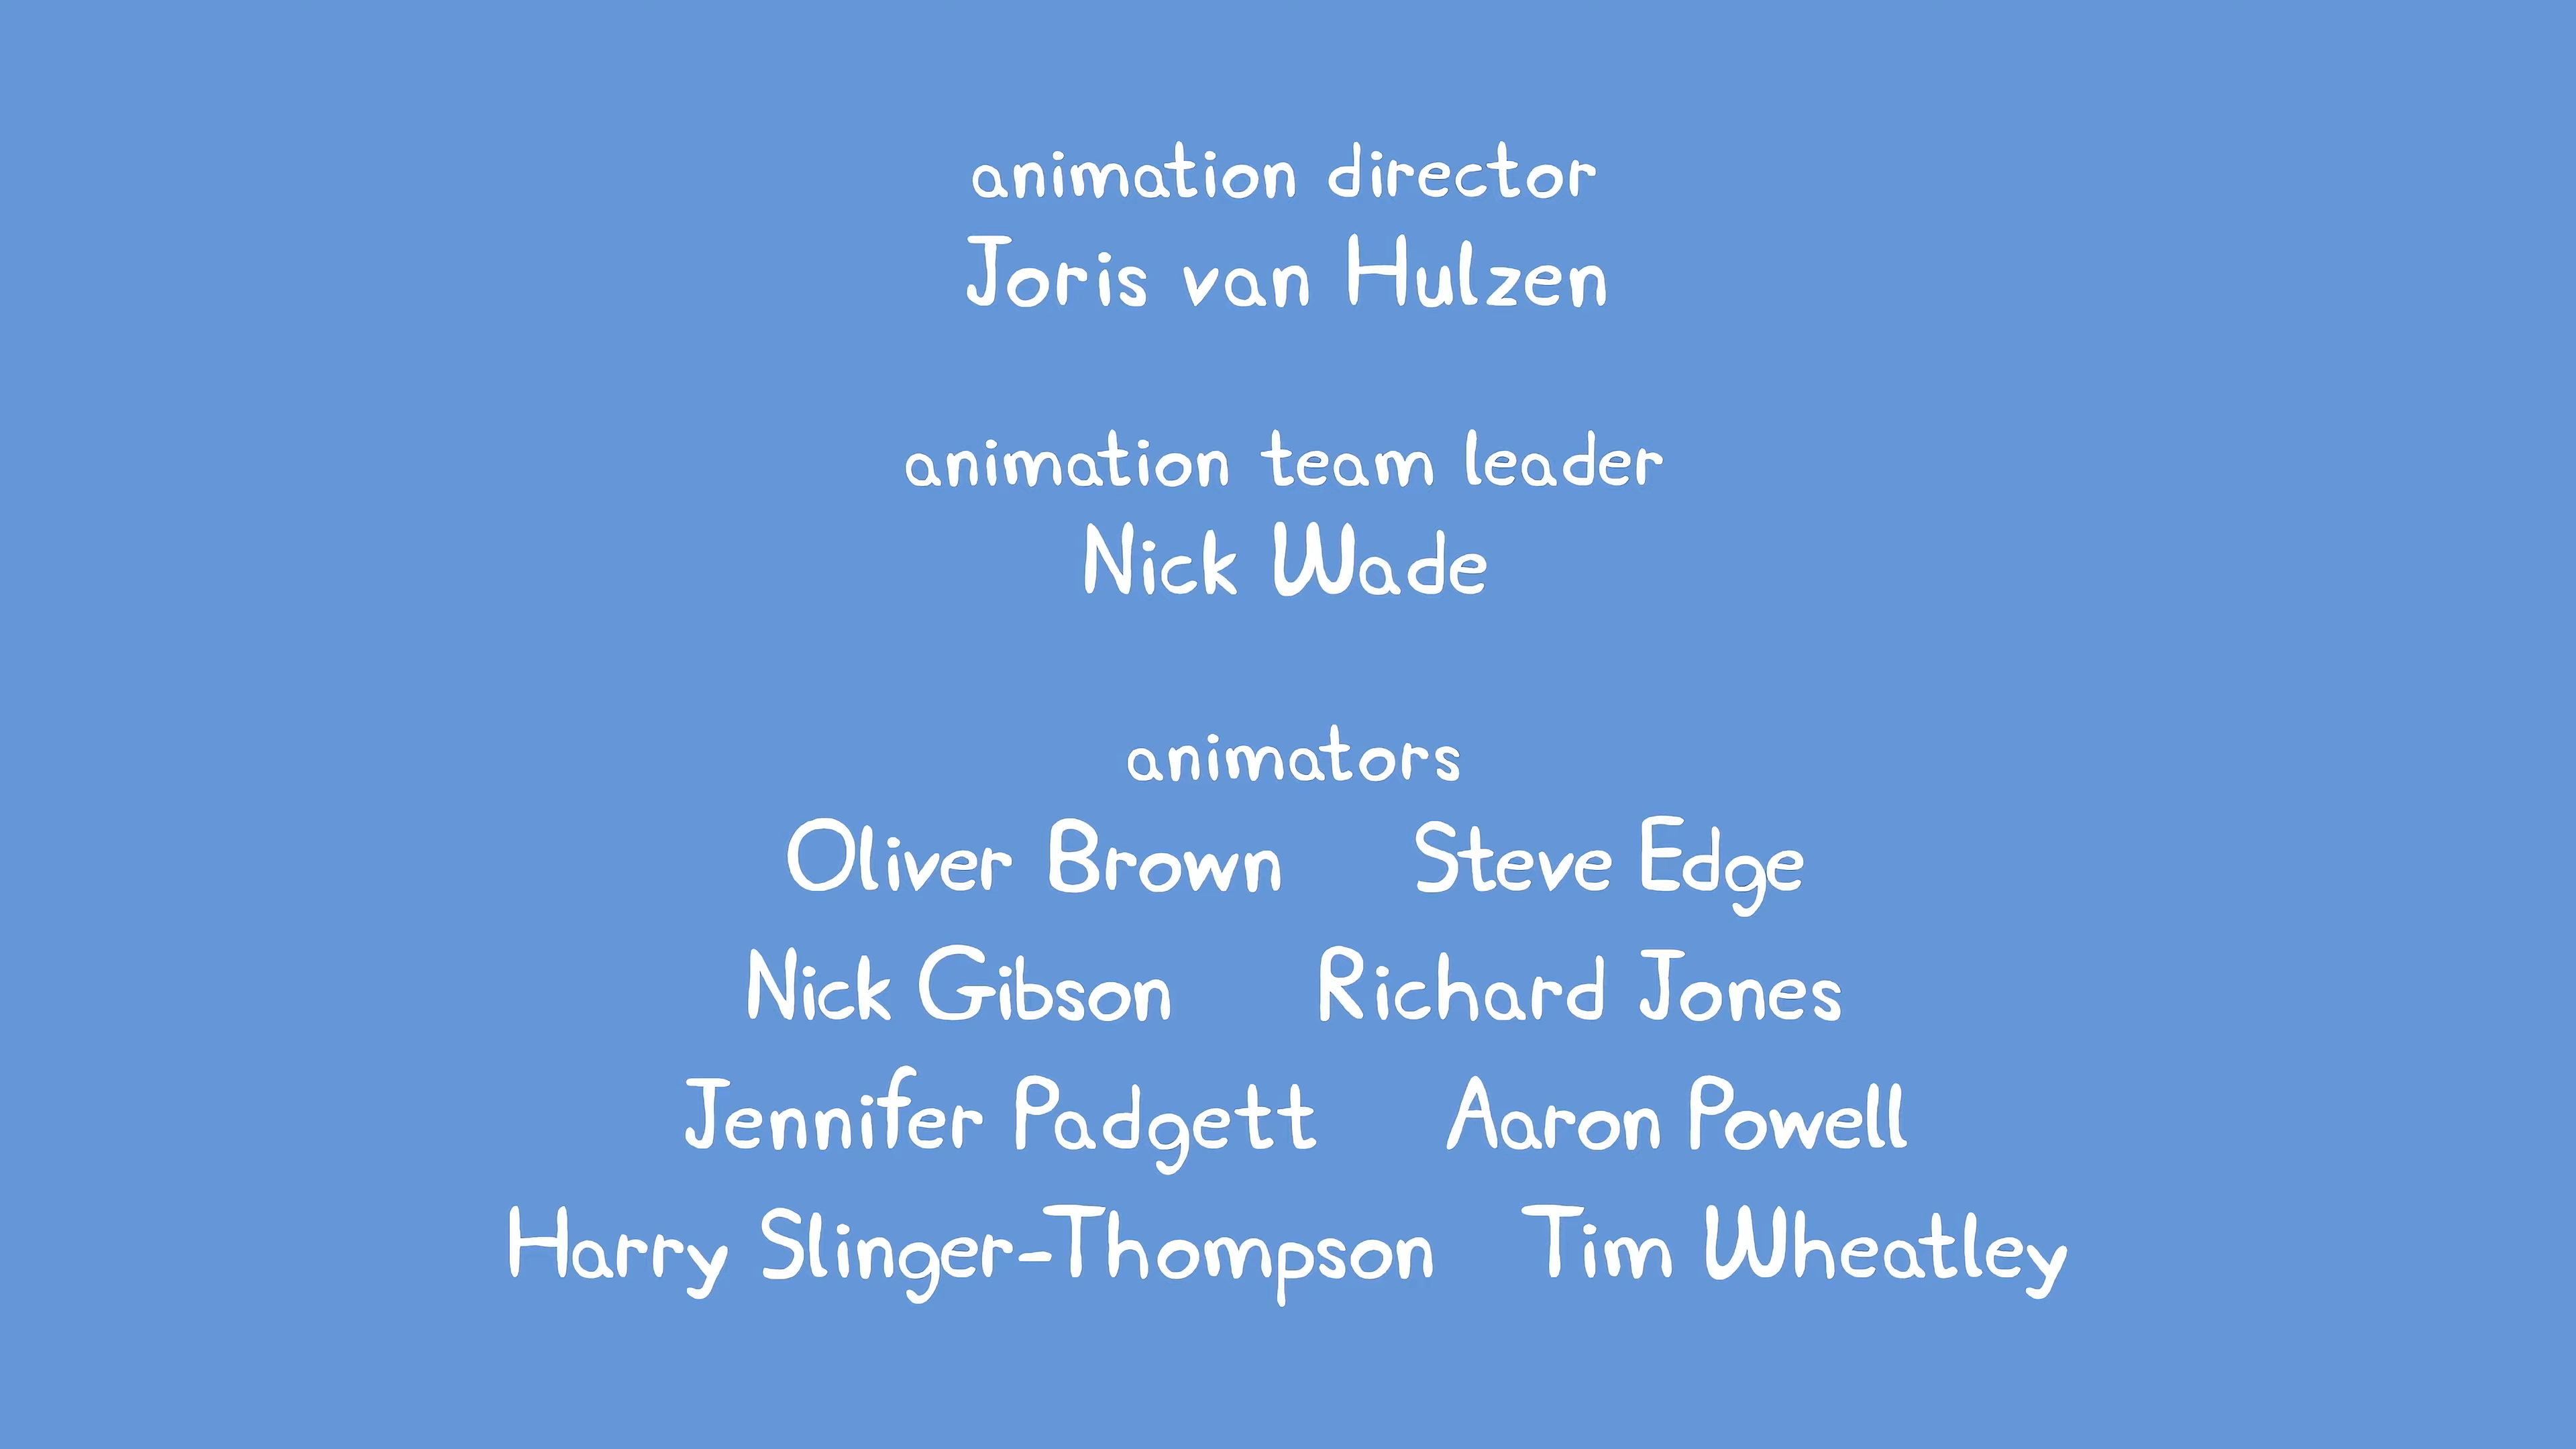 animation director
Joris van Hulzen
animation team leader
Nick Wade
animators
Oliver Brown Steve Edge
Nick Gibson Richard Jones
Jennifer Padgett Aaron Powell
Harry Slinger-Thompson Tim Wheatley